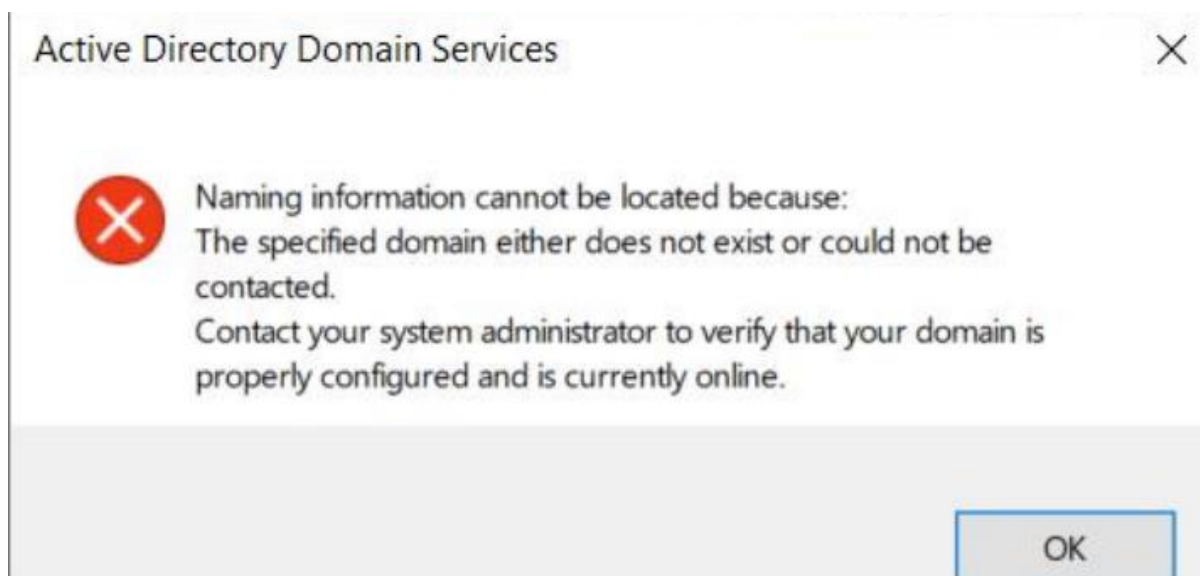 Active Directory Domain Services
Naming information cannot be located because:
The specified domain either does not exist or could not be
contacted.
Contact your system administrator to verify that your domain is
properly configured and is currently online.
OK